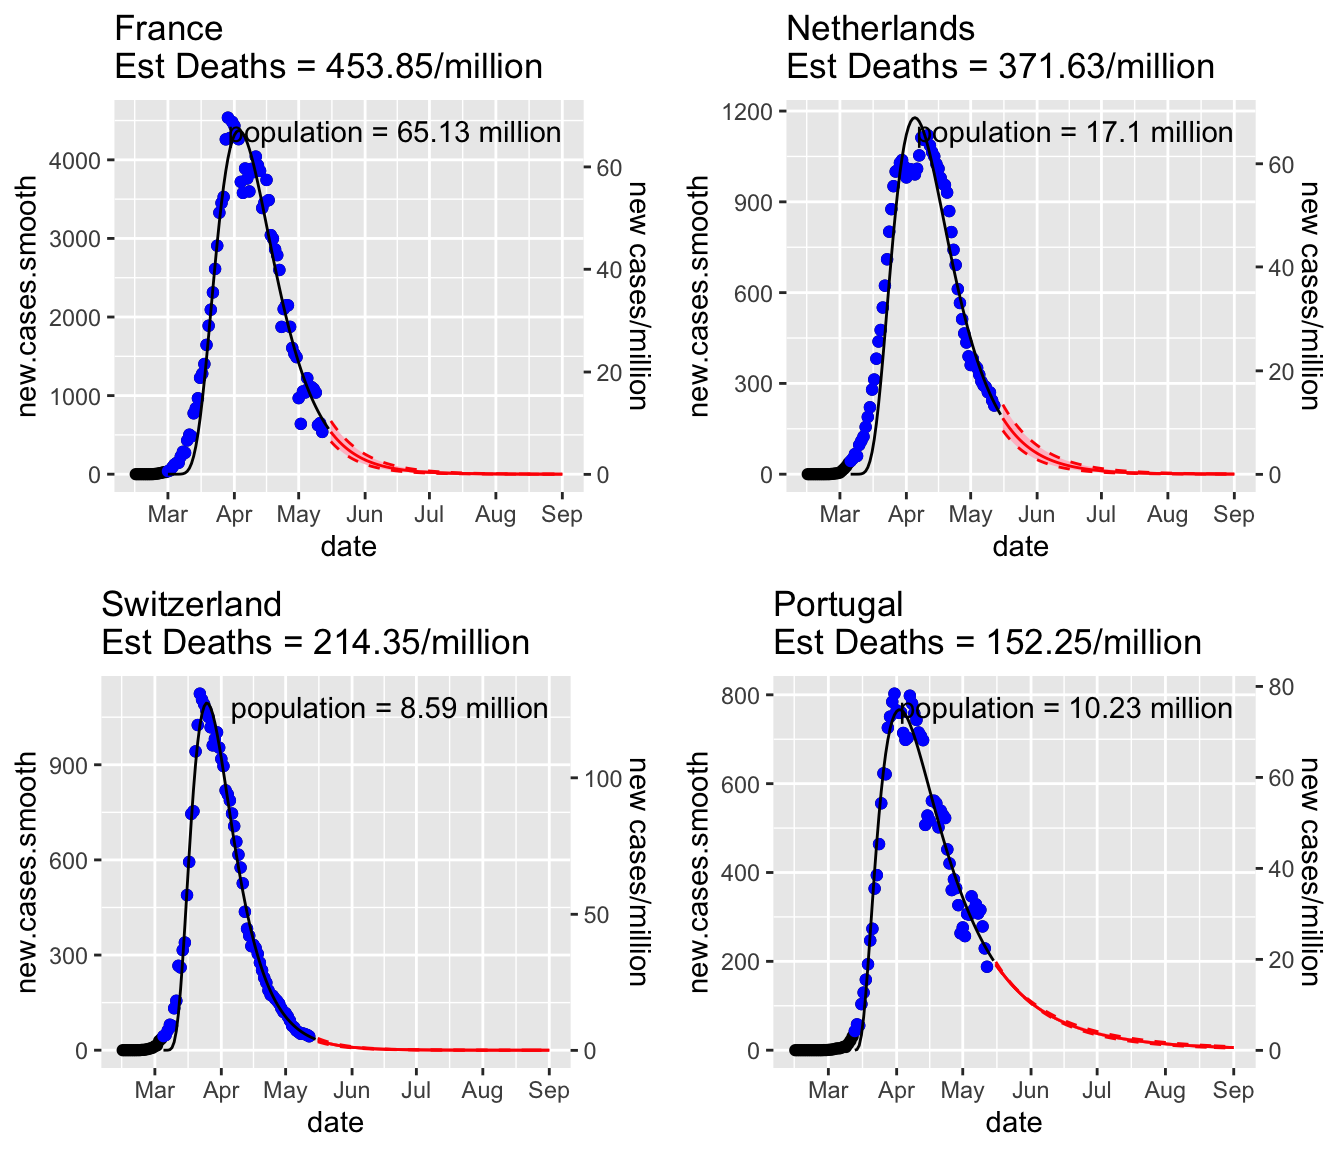 France
Est Deaths = 453.85/million
population = 65.13 million
new.cases.smooth
4000
3000
2000
1000
0
60
40
20
0
new cases/million
Mar Apr May Jun Jul Aug Sep
date
Netherlands
Est Deaths = 371.63/million
population = 17.1 million
new.cases.smooth
1200
900
600
300
0
60
40
20
0
new cases/million
Mar Apr May Jun Jul Aug Sep
date
Switzerland
Est Deaths = 214.35/million
population = 8.59 million
new.cases.smooth
900
600
300
0
100
50
0
new cases/million
Mar Apr May Jun Jul Aug Sep
date
Portugal
Est Deaths = 152.25/million
population = 10.23 million
new.cases.smooth
800
600
400
200
0
80
60
40
20
0
new cases/million
Mar Apr May Jun Jul Aug Sep
date